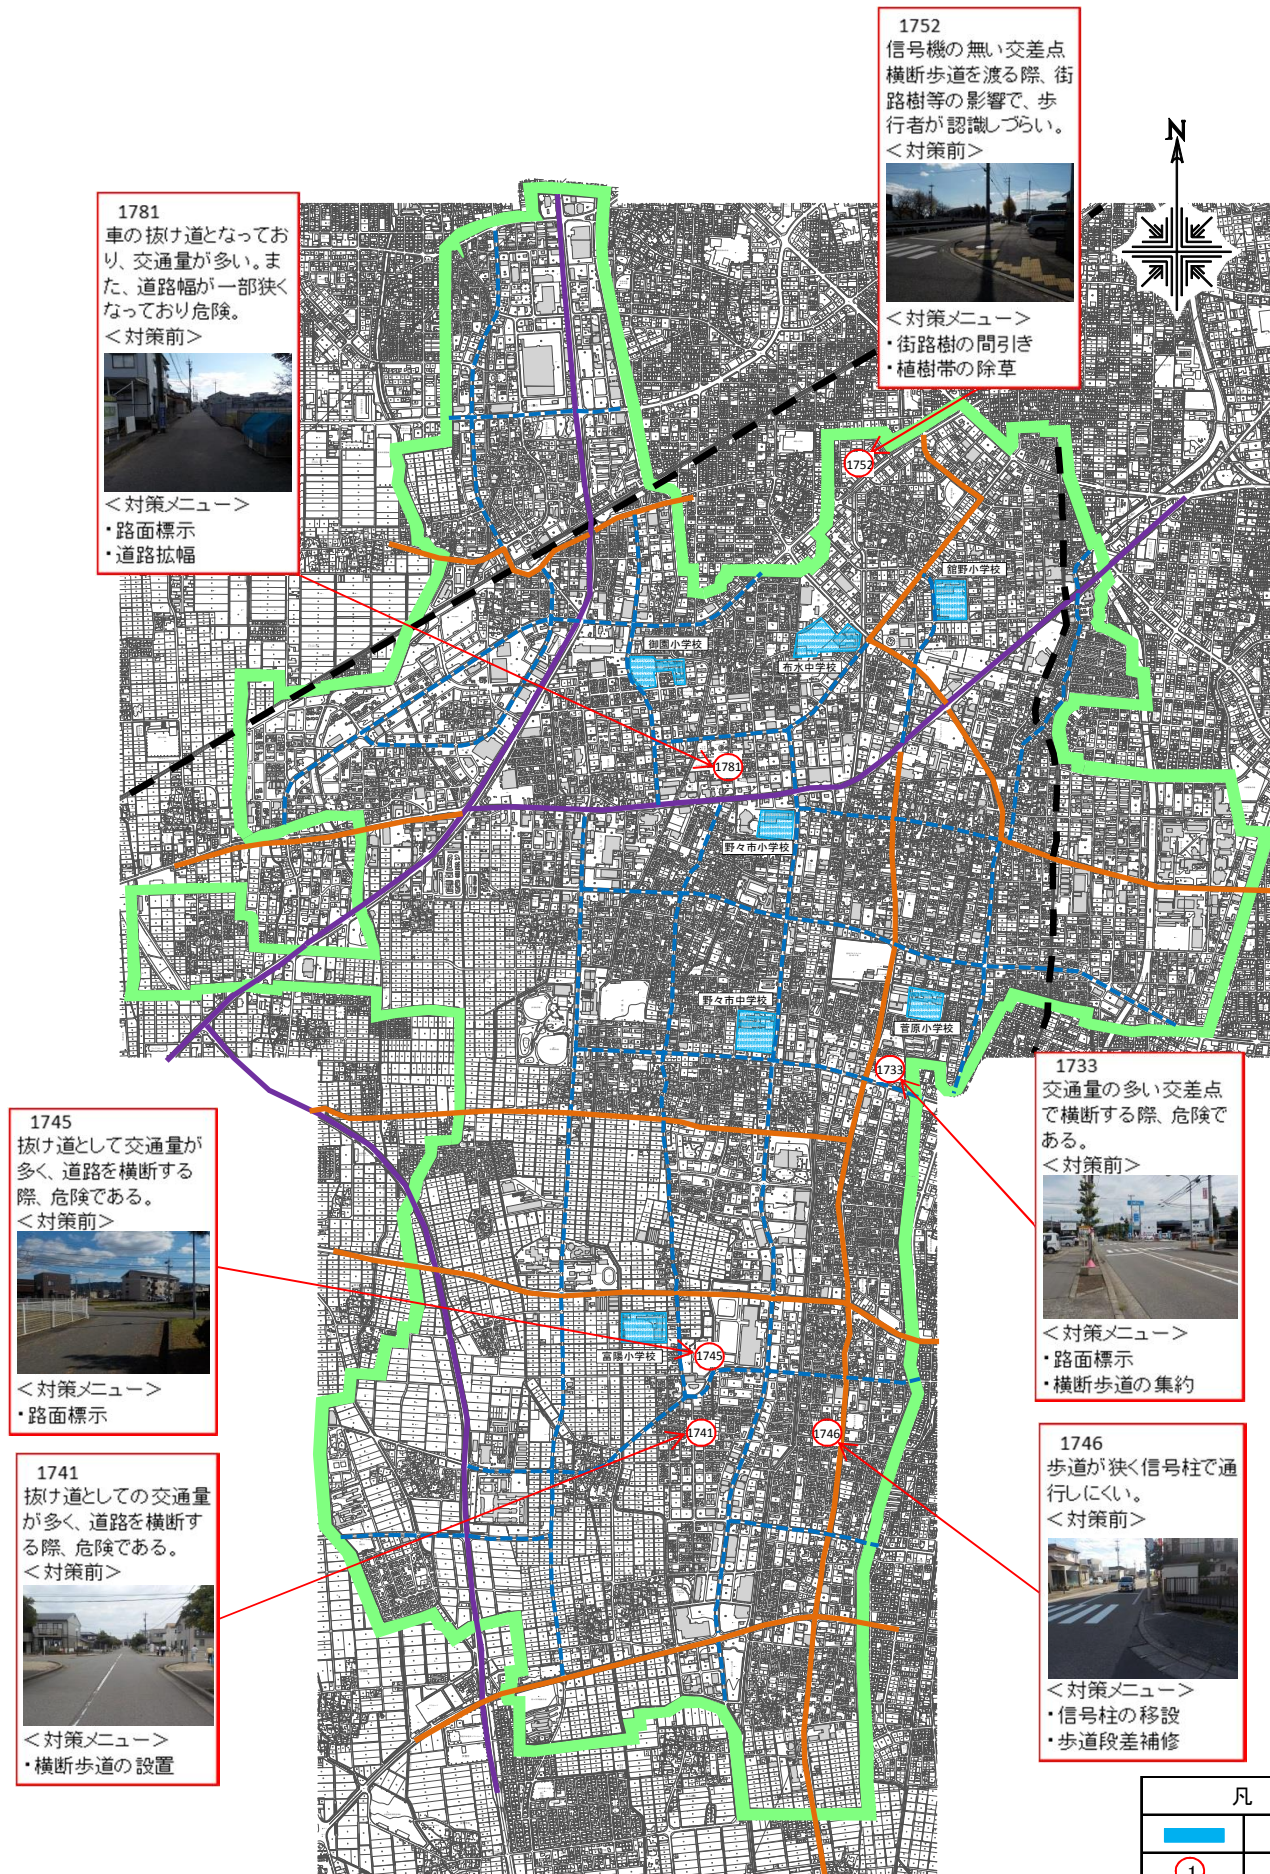 1752
信号機の無い交差点
横断歩道を渡る際、街
路樹等の影響で、歩
行者が認識しづらい。
＜対策前＞
＜対策メニュー＞
・街路樹の間引き
・植樹帯の除草
N
1781
車の抜け道となってお
り、交通量が多い。ま
た、道路幅が一部狭く
なっており危険。
＜対策前＞
＜対策メニュー＞
・路面標示
・道路拡幅
1752
館野小学校
御園小学校
布水中学校
1781
野々市小学校
野々市中学校
菅原小学校
1733
1733
交通量の多い交差点
で横断する際、危険で
ある。
＜対策前＞
＜対策メニュー＞
・路面標示
・横断歩道の集約
1745
抜け道として交通量が
多く、道路を横断する
際、危険である。
＜対策前＞
＜対策メニュー＞
・路面標示
富陽小学校
1745
1741
1746
1741
抜け道としての交通量
が多く、道路を横断す
る際、危険である。
＜対策前＞
＜対策メニュー＞
・横断歩道の設置
1746
歩道が狭く信号柱で通
行しにくい。
＜対策前＞
＜対策メニュー＞
・信号柱の移設
・歩道段差補修
凡
1